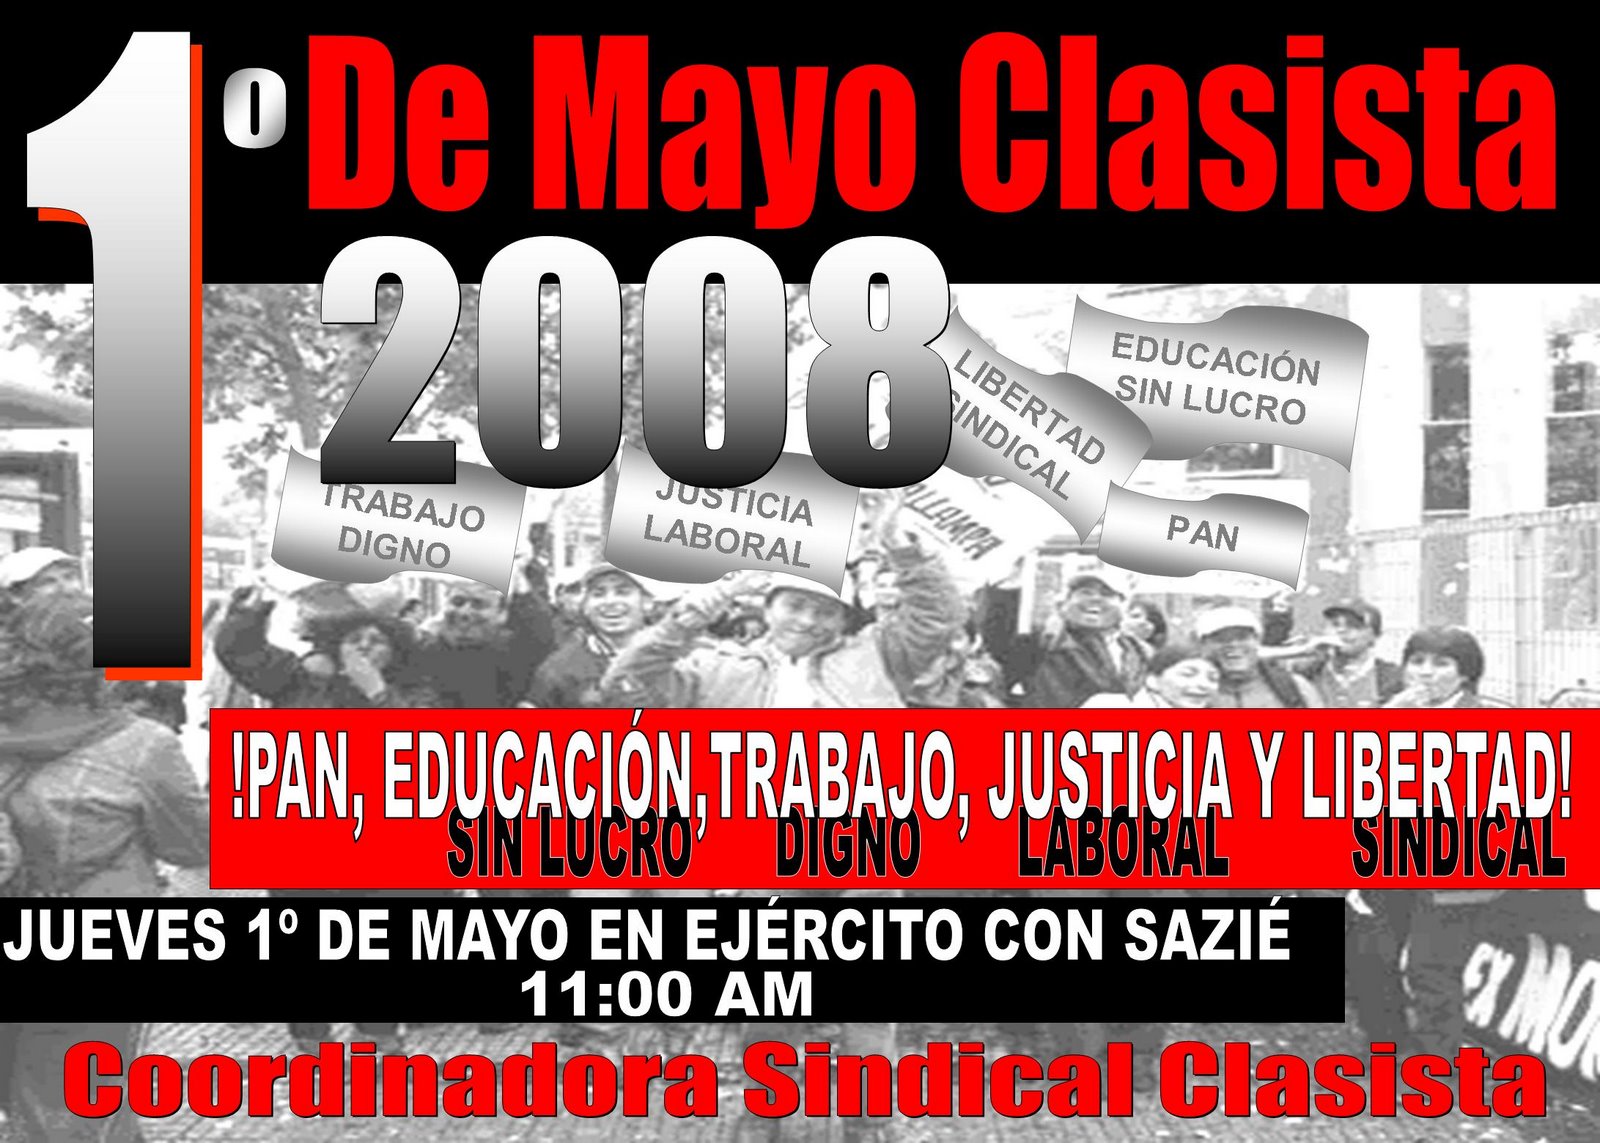 1º De Mayo Clasista
2008
EDUCACIÓN
SIN LUCRO
LIBERTAD
SINDICAL
TRABAJO
DIGNO
JUSTICIA
LABORAL
PAN
!PAN, EDUCACIÓN,TRABAJO, JUSTICIA Y LIBERTAD!
SIN LUCRO DIGNO LABORAL SINDICAL
JUEVES 1º DE MAYO EN EJÉRCITO CON SAZIÉ
11:00 AM
EX MO
Coordinadora Sindical Clasista